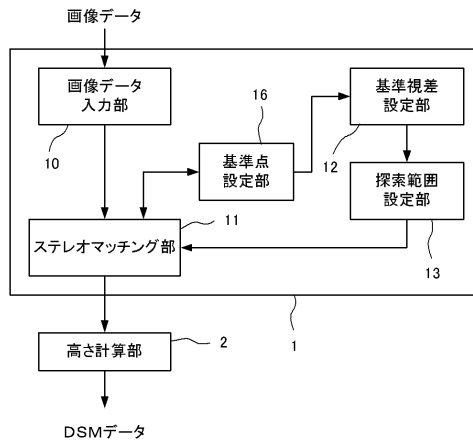 画像データ
画像データ
入力部
10
16
基準点
設定部
基準視差
設定部
12
探索範囲
設定部
13
11
ステレオマッチング部
1
高さ計算部
2
DSMデータ